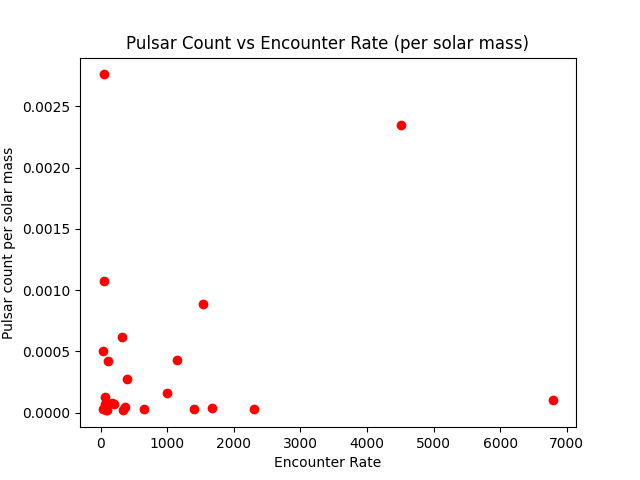 Pulsar Count vs Encounter Rate (per solar mass)
Pulsar count per solar mass
0.0025
0.0020
0.0015
0.0010
0.0005
0.0000
0 1000 2000 3000 4000 5000 6000 7000
Encounter Rate